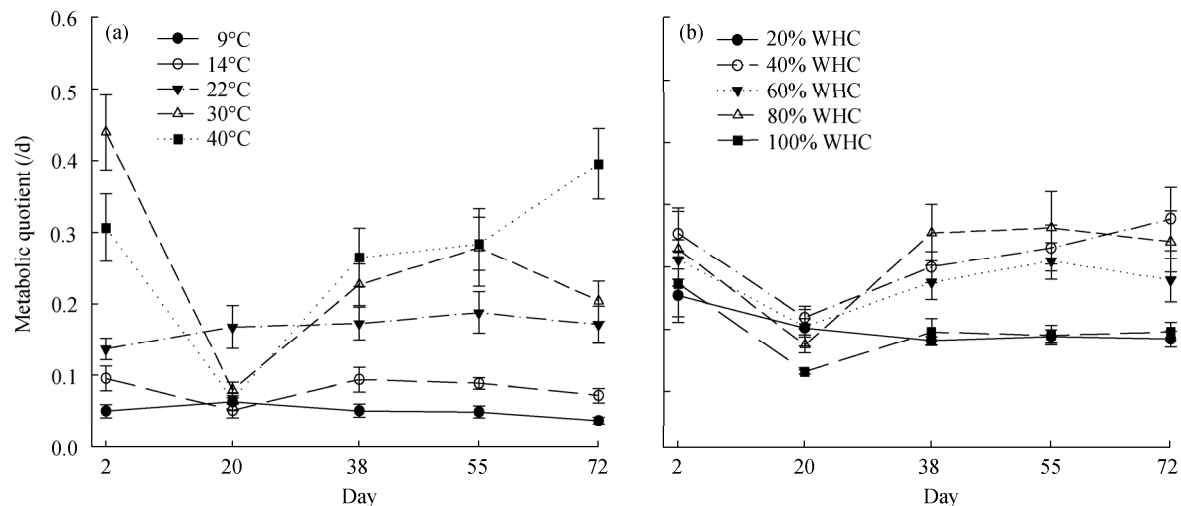 (a)
9°C
14°C
22°C
30°C
40°C
0.6
0.5
0.4
0.3
0.2
0.1
0.0
Metabolic quotient (/d)
2 20 38 55 72
Day
(b)
20% WHC
40% WHC
60% WHC
80% WHC
100% WHC
2 20 38 55 72
Day